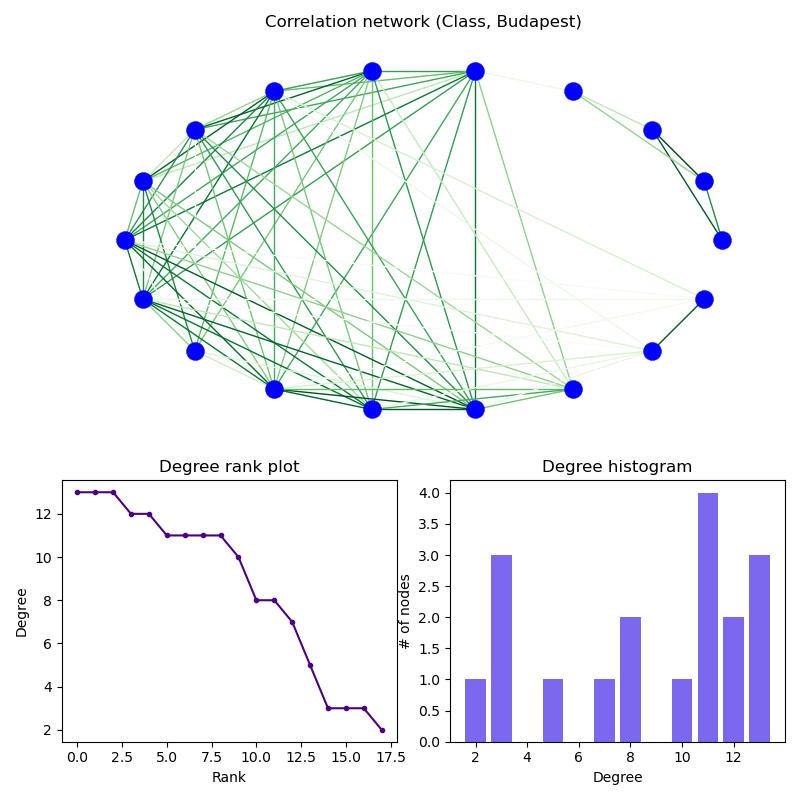 Correlation network (Class, Budapest)
Degree rank plot
Degree
12
10
8
6
4
2
0.0 2.5 5.0 7.5 10.0 12.5 15.0 17.5
Rank
Degree histogram
# of nodes
4.0
3.5
3.0
2.5
2.0
1.5
1.0
0.5
0.0
2 4 6 8 10 12
Degree